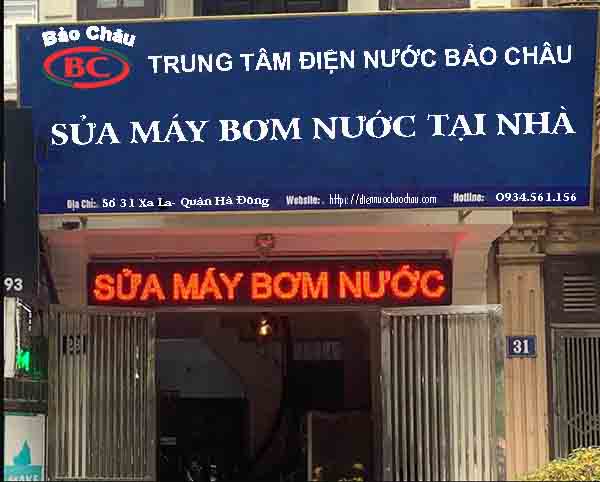 Bảo Châu
BC
TRUNG TÂM ĐIỆN NƯỚC BẢO CHÂU
SỬA MÁY BƠM NƯỚC TẠI NHÀ
Địa Chỉ: Số 31 Xa La- Quận Hà Đông Website: https://diennuocbaochau.com Hotline: 0934.561.156
SỬA MÁY BƠM NƯỚC
93
31